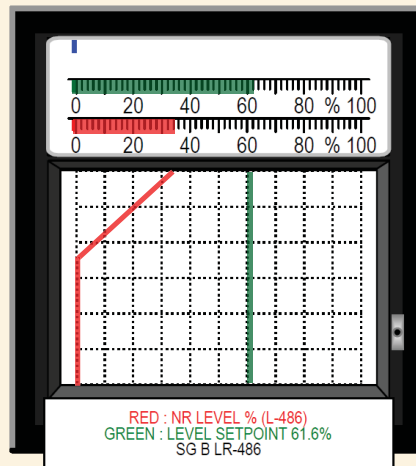 0 20 40 60 80 % 100
0 20 40 60 80 % 100
RED : NR LEVEL % (L-486)
GREEN : LEVEL SETPOINT 61.6%
SG B LR-486